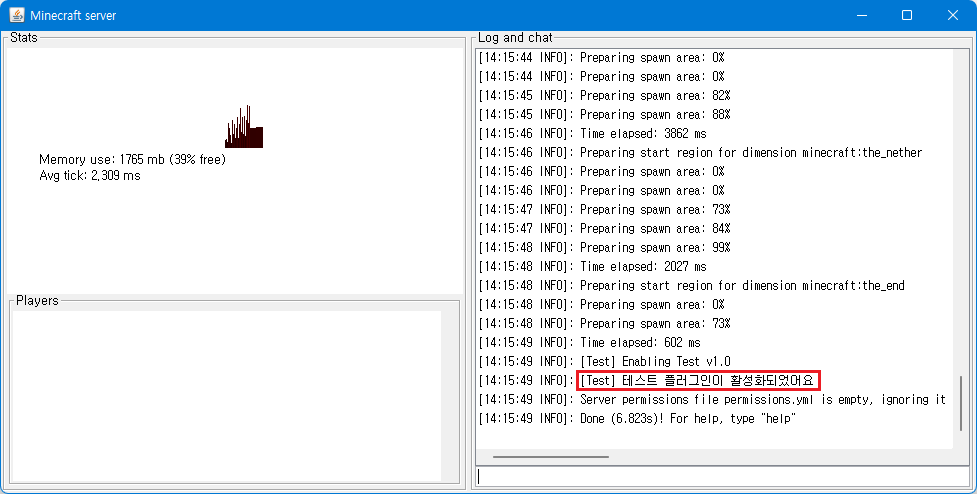 Minecraft server
Stats
Memory use: 1765 mb (39% free)
Avg tick: 2,309 ms
Players
Log and chat
[14:15:44 INFO]: Preparing spawn area: 0%
[14:15:44 INFO]: Preparing spawn area: 0%
[14:15:45 INFO]: Preparing spawn area: 82%
[14:15:45 INFO]: Preparing spawn area: 88%
[14:15:46 INFO]: Time elapsed: 3862 ms
[14:15:46 INFO]: Preparing start region for dimension minecraft:the_nether
[14:15:46 INFO]: Preparing spawn area: 0%
[14:15:46 INFO]: Preparing spawn area: 0%
[14:15:47 INFO]: Preparing spawn area: 73%
[14:15:47 INFO]: Preparing spawn area: 84%
[14:15:48 INFO]: Preparing spawn area: 99%
[14:15:48 INFO]: Time elapsed: 2027 ms
[14:15:48 INFO]: Preparing start region for dimension minecraft:the_end
[14:15:48 INFO]: Preparing spawn area: 0%
[14:15:48 INFO]: Preparing spawn area: 73%
[14:15:49 INFO]: Time elapsed: 602 ms
[14:15:49 INFO]: [Test] Enabling Test v1.0
[14:15:49 INFO]: [Test] 테스트 플러그인이 활성화되었어요
[14:15:49 INFO]: Server permissions file permissions.yml is empty, ignoring it
[14:15:49 INFO]: Done (6.823s)! For help, type "help"